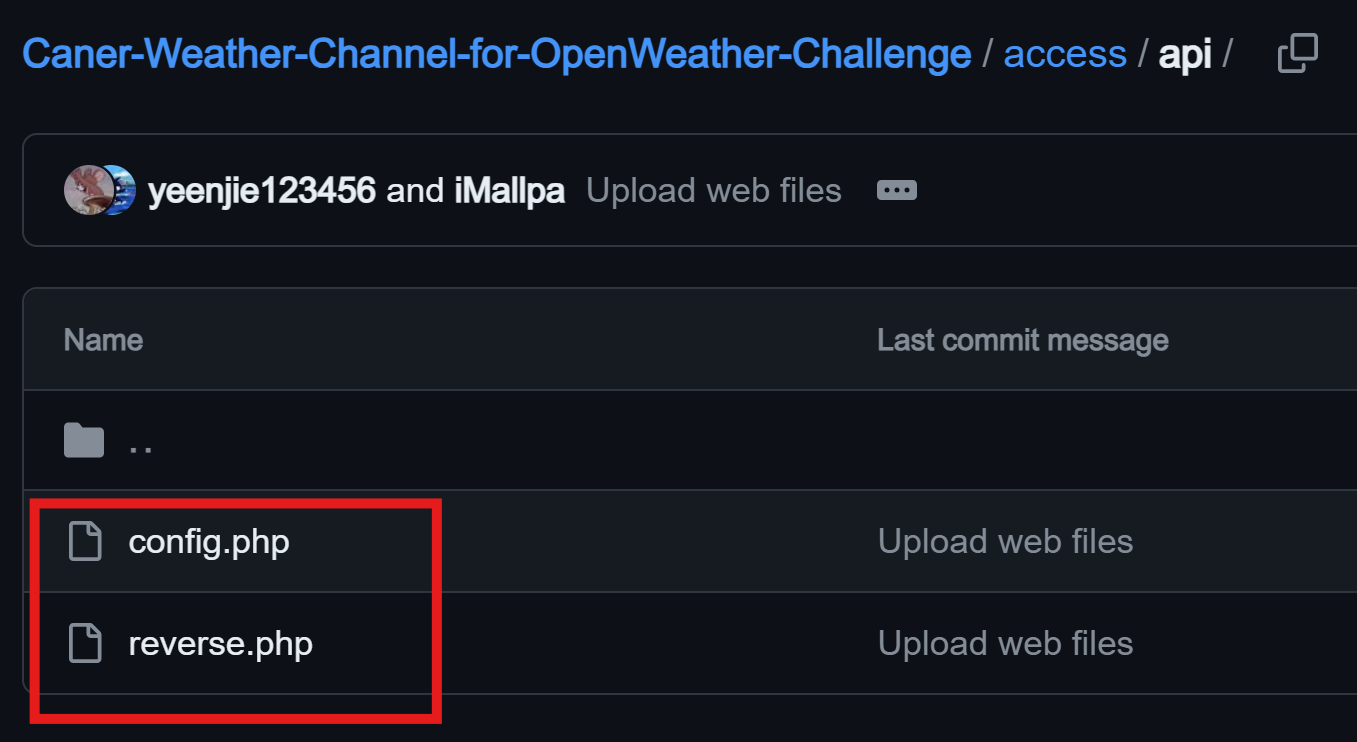 Caner-Weather-Channel-for-OpenWeather-Challenge / access / api /
yeenjie123456 and iMallpa Upload web files
Name Last commit message
..
config.php Upload web files
reverse.php Upload web files